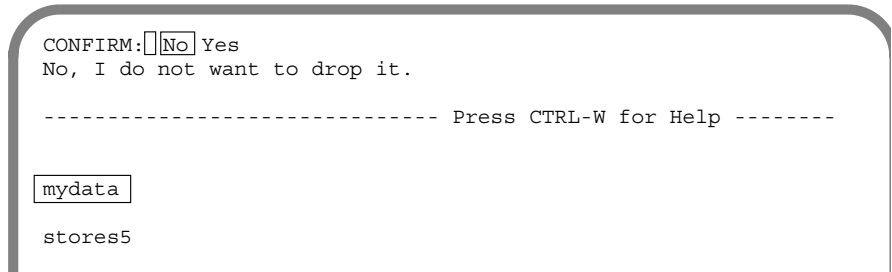 CONFIRM: No Yes
No, I do not want to drop it.
------------------------------- Press CTRL-W for Help --------
mydata
stores5